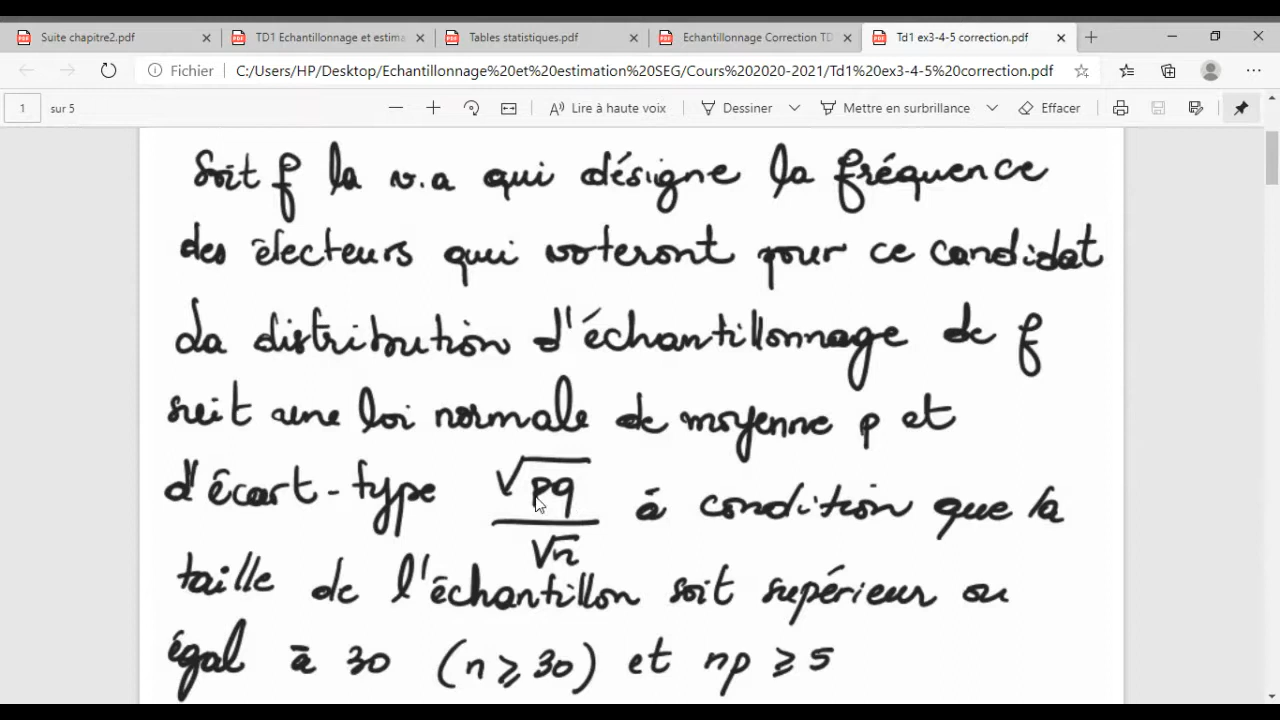 Suite chapitre2.pdf
TD1 Echantillonnage et estima
Tables statistiques.pdf
Echantillonnage Correction TD
Td1 ex3-4-5 correction.pdf
Fichier C:/Users/HP/Desktop/Echantillonnage%20et%20estimation%20SEG/Cours%202020-2021/Td1%20ex3-4-5%20correction.pdf
1 sur 5 Lire à haute voix Dessiner Mettre en surbrillance Effacer
Soit f la v.a qui désigne la fréquence
des électeurs qui voteront pour ce candidat
La distribution d'échantillonnage de f
suit une loi normale de moyenne p et
d'écart-type √pq / √n à condition que la
taille de l'échantillon soit supérieur ou
égal à 30 (n ⩾ 30) et np ⩾ 5